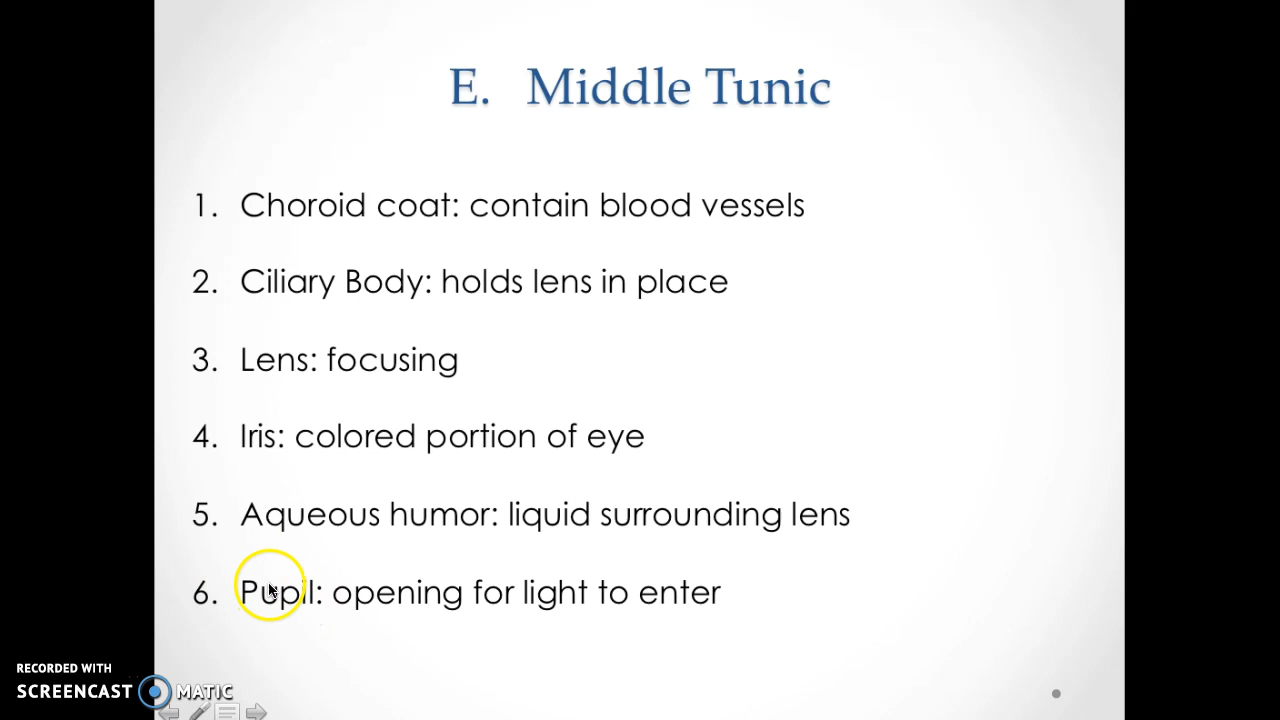 E. Middle Tunic
1. Choroid coat: contain blood vessels
2. Ciliary Body: holds lens in place
3. Lens: focusing
4. Iris: colored portion of eye
5. Aqueous humor: liquid surrounding lens
6. Pupil: opening for light to enter
RECORDED WITH
SCREENCAST MATIC